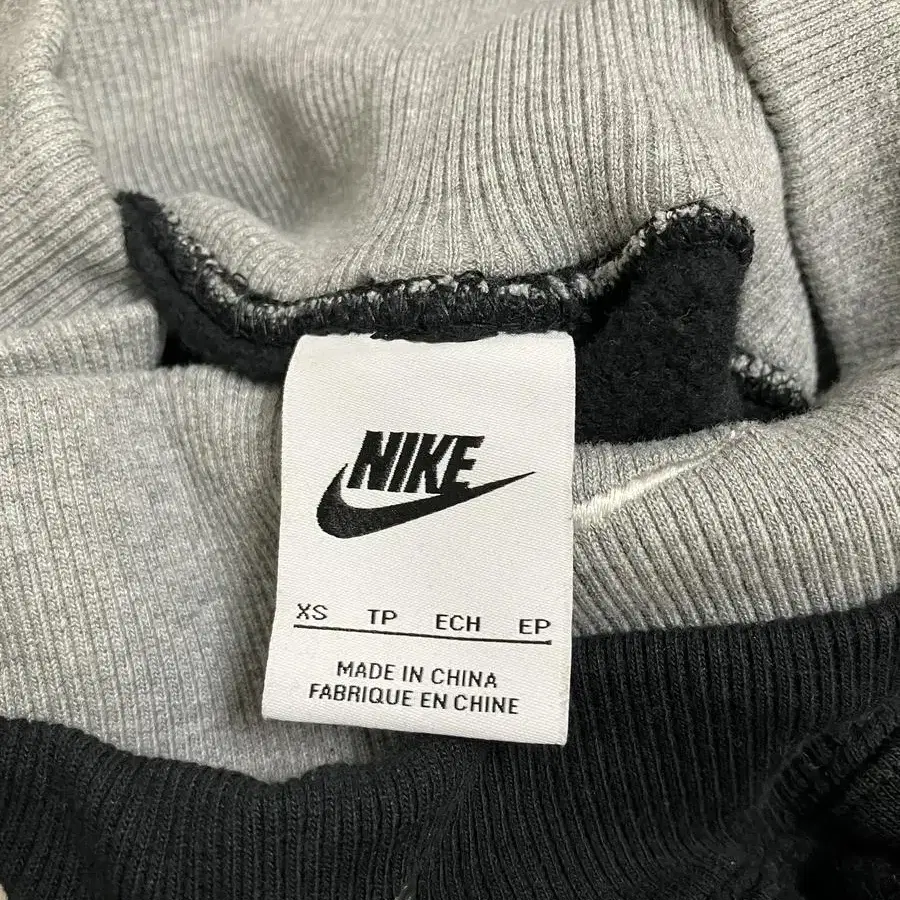 NIKE
XS TP ECH EP
MADE IN CHINA
FABRIQUE EN CHINE